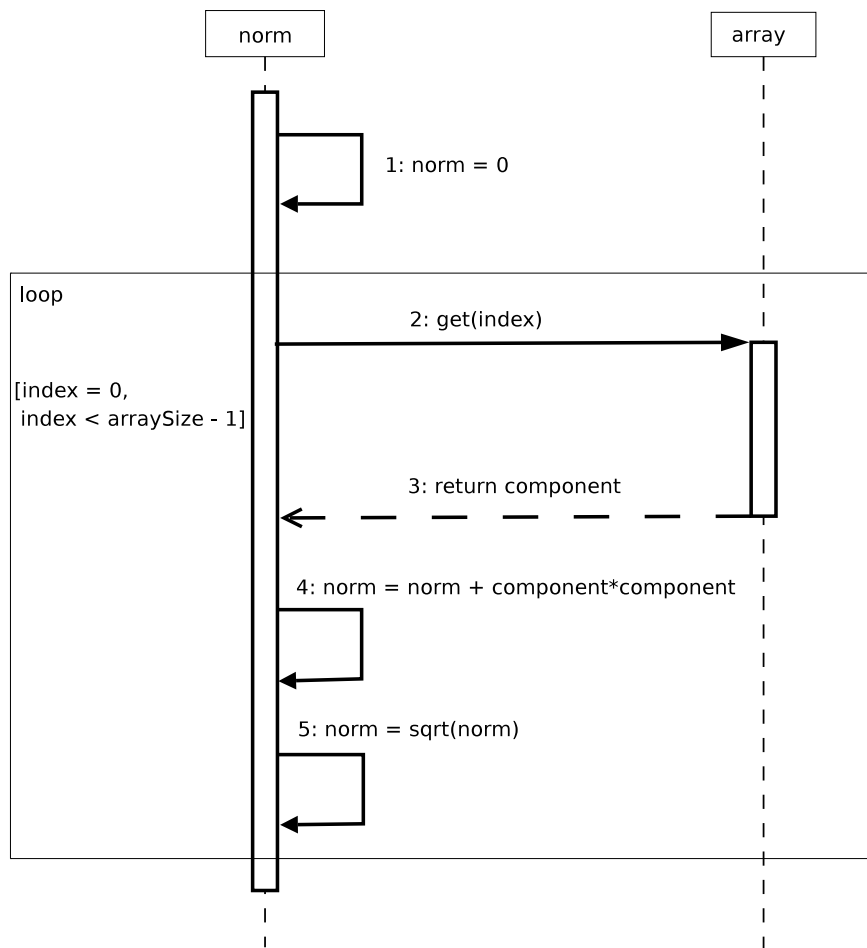 norm
array
1: norm = 0
loop
2: get(index)
[index = 0,
index < arraySize - 1]
3: return component
4: norm = norm + component*component
5: norm = sqrt(norm)